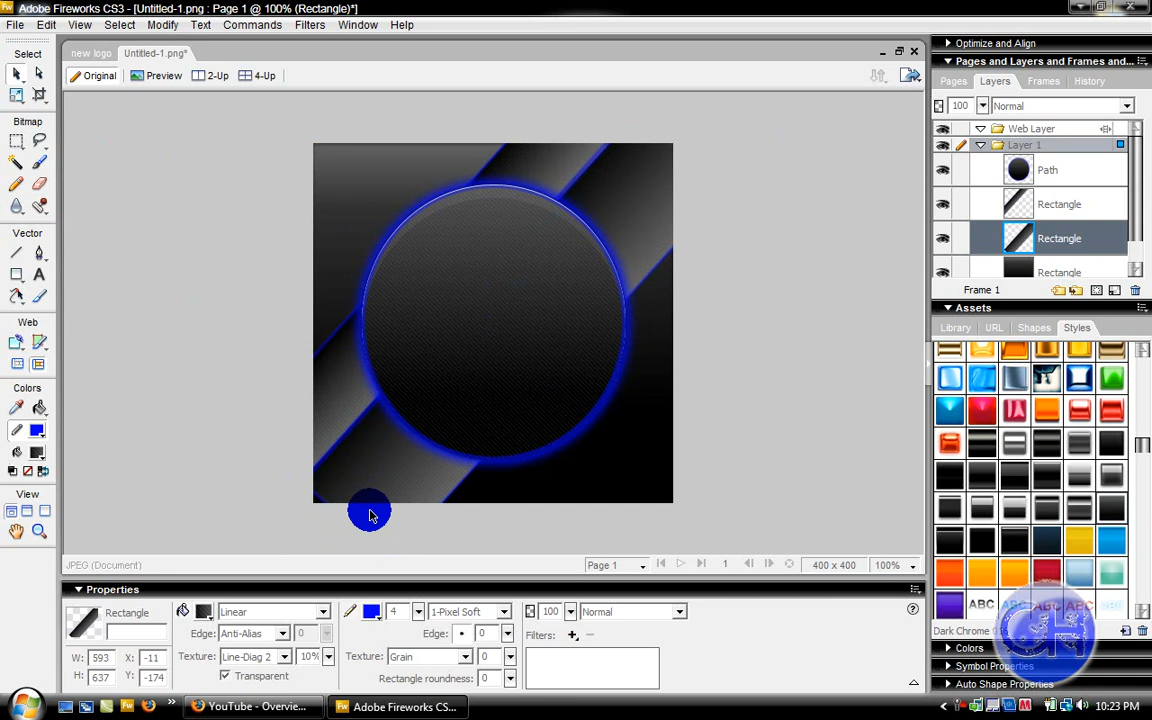 Adobe Fireworks CS3 - [Untitled-1.png : Page 1 @ 100% (Rectangle)*]
File Edit View Select Modify Text Commands Filters Window Help
Select
new logo
Untitled-1.png*
Original Preview 2-Up 4-Up
Bitmap
Vector
Web
Colors
View
Optimize and Align
Pages and Layers and Frames and...
Pages Layers Frames History
100 Normal
Web Layer
Layer 1
Path
Rectangle
Rectangle
Rectangle
Frame 1
Assets
Library URL Shapes Styles
ABC ABC ABC ABC
Dark Chrome
GH
Colors
Symbol Properties
Auto Shape Properties
JPEG (Document)
Page 1
1
400 x 400
100%
Properties
Rectangle
Linear
4
1-Pixel Soft
100
Normal
Edge: Anti-Alias 0
Edge: 0
Filters:
Texture: Line-Diag 2 10%
Texture: Grain 0
Transparent
Rectangle roundness: 0
W: 593 X: -11
H: 637 Y: -174
YouTube - Overvie...
Adobe Fireworks CS...
10:23 PM